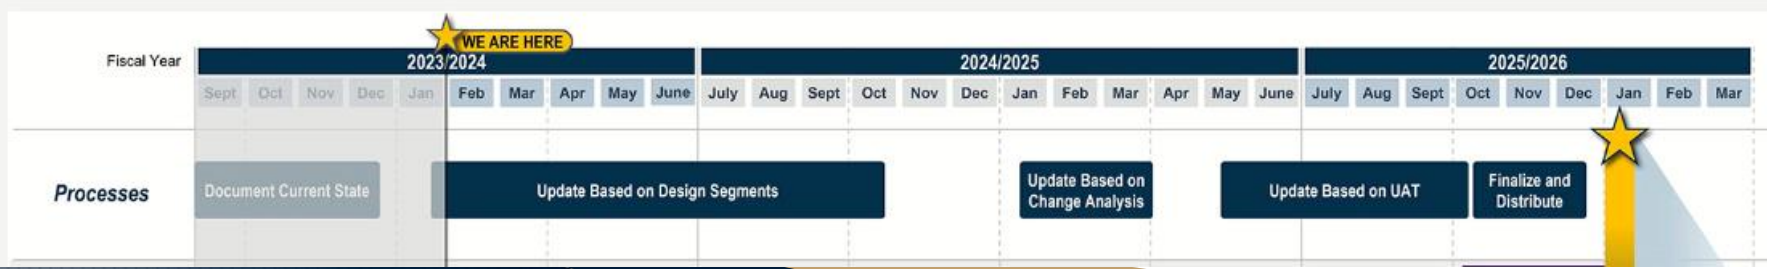 WE ARE HERE
Fiscal Year 2023/2024 2024/2025 2025/2026
Sept Oct Nov Dec Jan Feb Mar Apr May June July Aug Sept Oct Nov Dec Jan Feb Mar Apr May June July Aug Sept Oct Nov Dec Jan Feb Mar
Processes
Document Current State
Update Based on Design Segments
Update Based on
Change Analysis
Update Based on UAT
Finalize and
Distribute